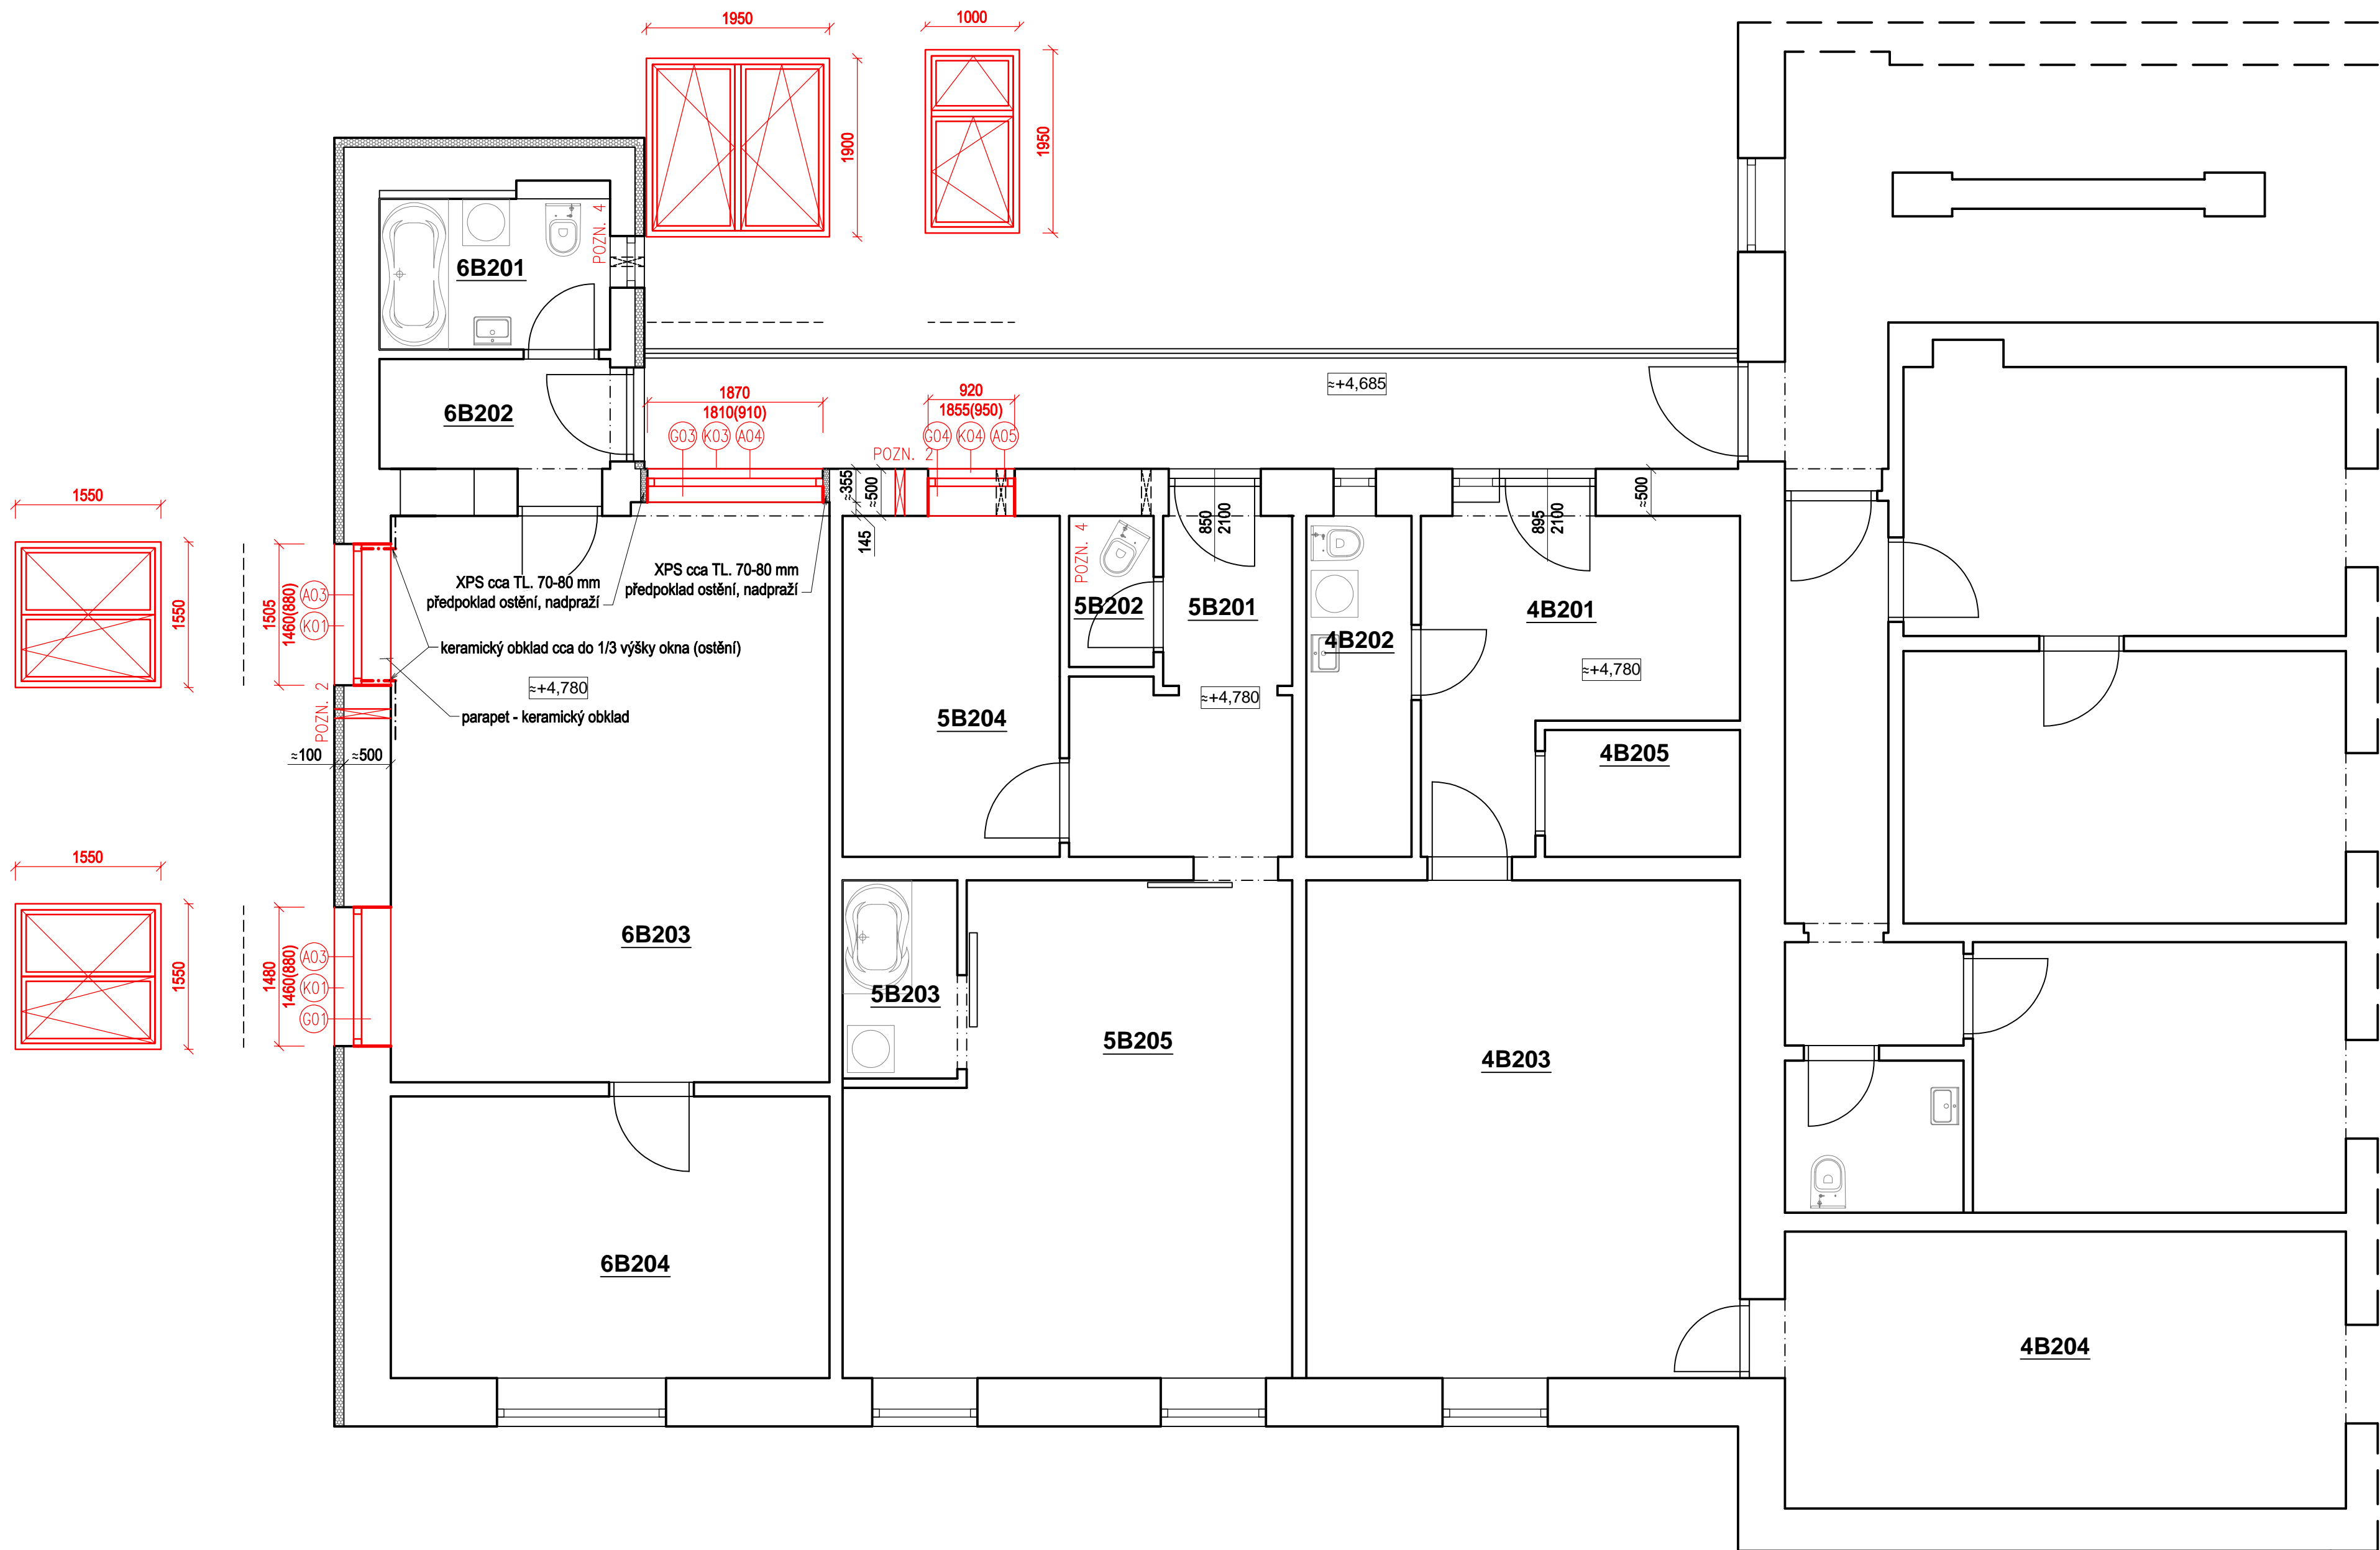 1950
1000
1900
1950
POZN. 4
6B201
≈+4,685
1870
1810(910)
920
1855(950)
6B202
G03
K03
A04
G04
K04
A05
POZN. 2
≈355
≈500
145
≈500
850
2100
895
2100
1550
1550
1505
1460(880)
A03
K01
XPS cca TL. 70-80 mm
předpoklad ostění, nadpraží
XPS cca TL. 70-80 mm
předpoklad ostění, nadpraží
POZN. 4
5B202
5B201
4B202
4B201
keramický obklad cca do 1/3 výšky okna (ostění)
≈+4,780
≈+4,780
≈+4,780
parapet - keramický obklad
POZN. 2
5B204
≈100
≈500
4B205
1550
1550
1480
1460(880)
A03
K01
G01
6B203
5B203
5B205
4B203
6B204
4B204